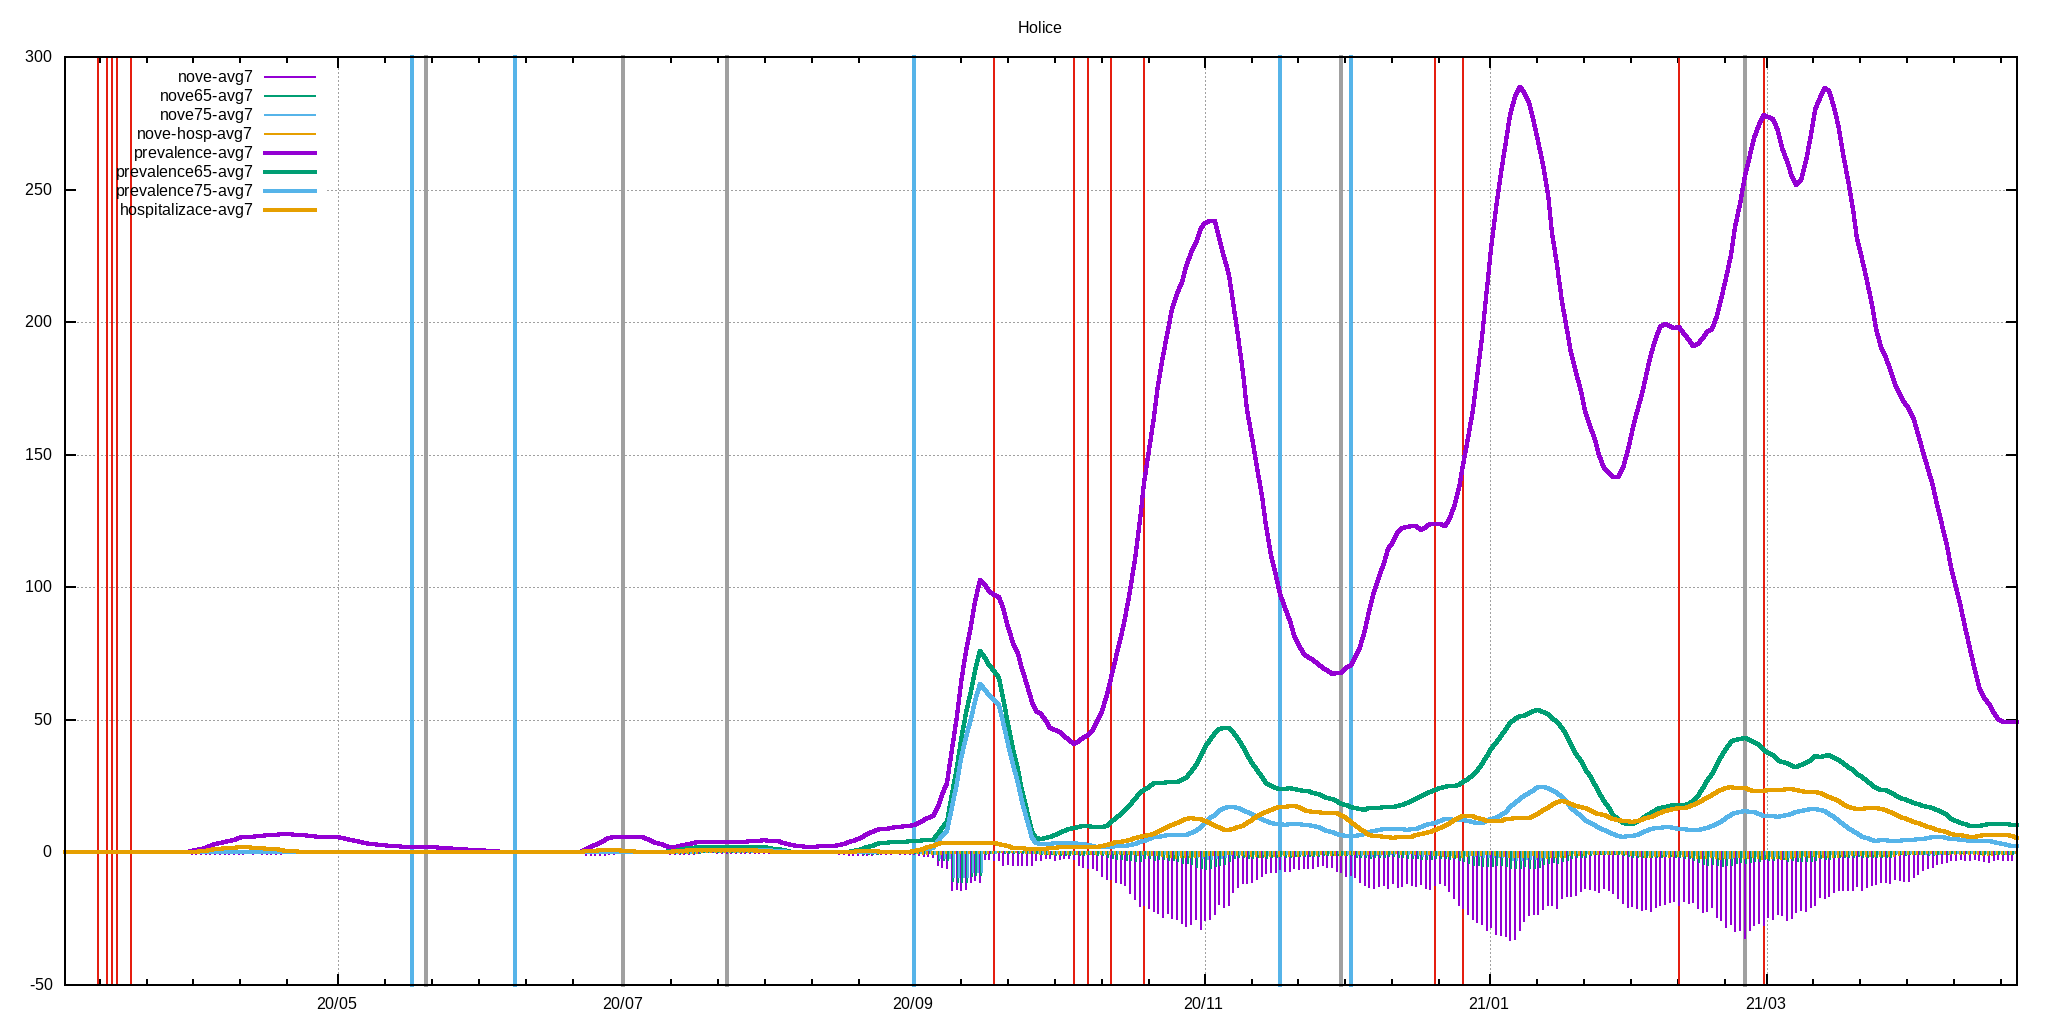 Holice
300
250
200
150
100
50
0
-50
nove-avg7
nove65-avg7
nove75-avg7
nove-hosp-avg7
prevalence-avg7
prevalence65-avg7
prevalence75-avg7
hospitalizace-avg7
20/05 20/07 20/09 20/11 21/01 21/03